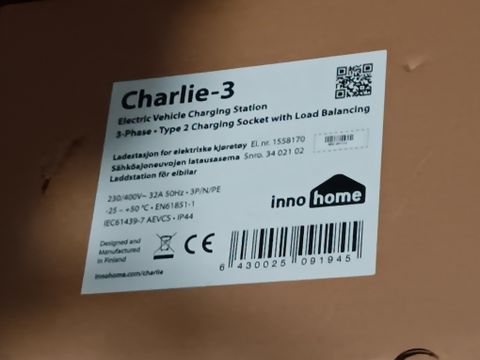 Charlie-3
Electric Vehicle Charging Station
3-Phase • Type 2 Charging Socket with Load Balancing
Ladestasjon for elektriske kjøretøy El. nr. 1558170
Sähköajoneuvojen latausasema Snro. 34 021 02
Laddstation för elbilar
230/400V~ 32A 50Hz • 3P/N/PE
-25 – +50 °C • EN61851-1
IEC61439-7 AEVCS • IP44
inno home
Designed and
Manufactured
in Finland
CE
innohome.com/charlie
6 430025 091945